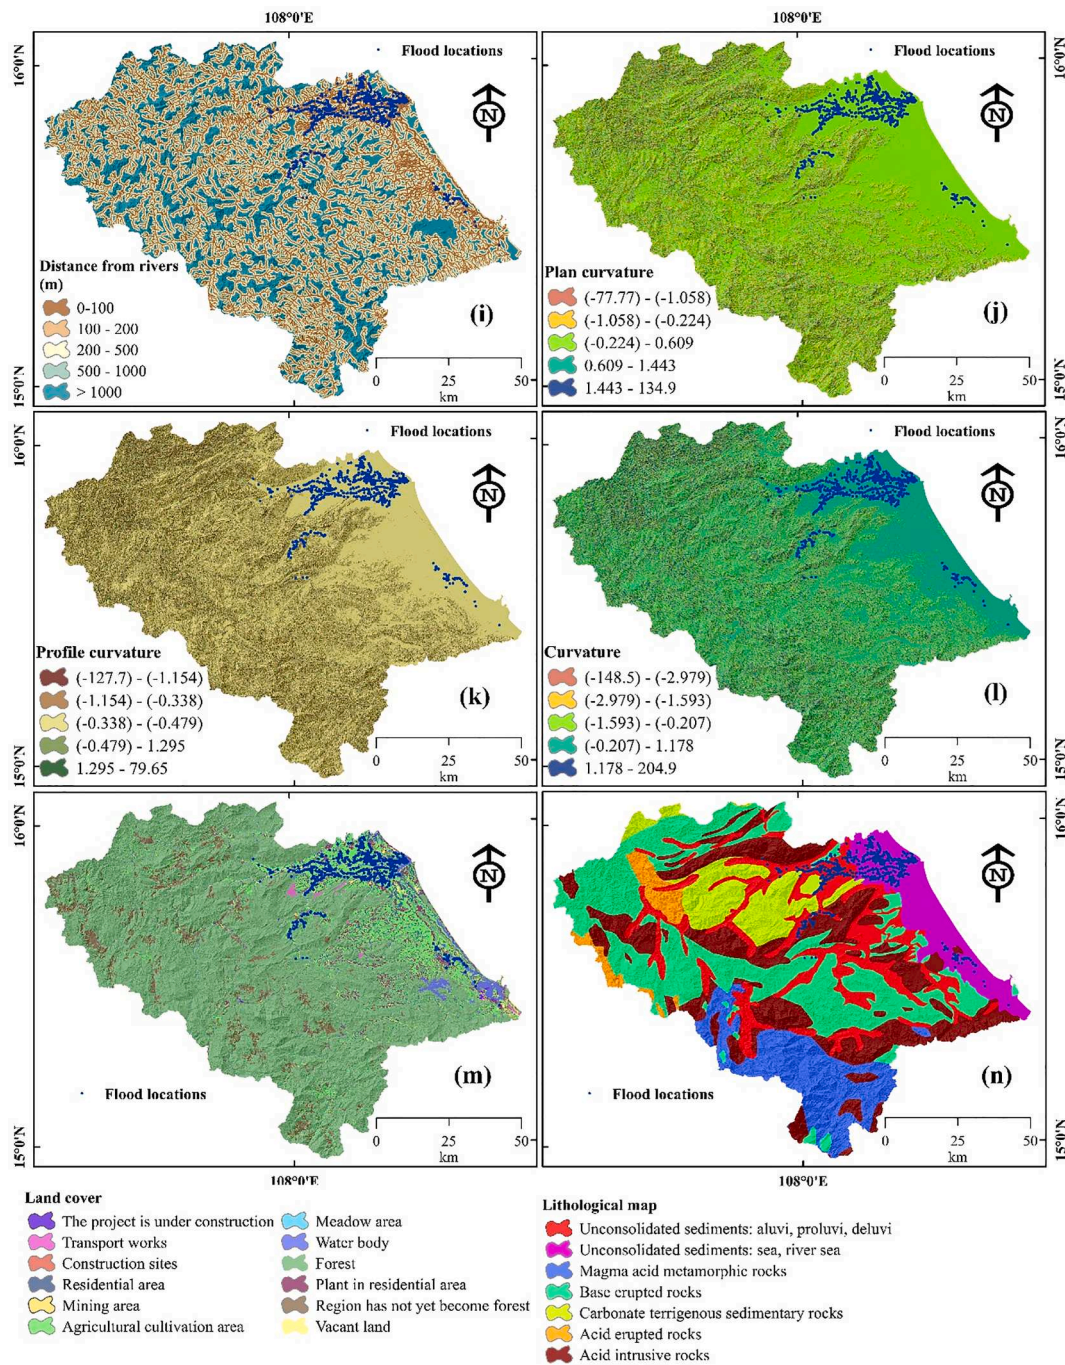 108°0'E
108°0'E
16°0'N
Flood locations
N
Distance from rivers
(m)
0-100
100 - 200
200 - 500
500 - 1000
> 1000
(i)
0
25
50
km
15°0'N
Flood locations
16°0'N
N
Plan curvature
(-77.77) - (-1.058)
(-1.058) - (-0.224)
(-0.224) - 0.609
0.609 - 1.443
1.443 - 134.9
(j)
0
25
50
km
15°0'N
16°0'N
Flood locations
N
Profile curvature
(-127.7) - (-1.154)
(-1.154) - (-0.338)
(-0.338) - (-0.479)
(-0.479) - 1.295
1.295 - 79.65
(k)
0
25
50
km
15°0'N
Flood locations
16°0'N
N
Curvature
(-148.5) - (-2.979)
(-2.979) - (-1.593)
(-1.593) - (-0.207)
(-0.207) - 1.178
1.178 - 204.9
(l)
0
25
50
km
15°0'N
16°0'N
N
(m)
Flood locations
0
25
50
km
15°0'N
108°0'E
16°0'N
N
(n)
Flood locations
0
25
50
km
15°0'N
108°0'E
Land cover
The project is under construction
Transport works
Construction sites
Residential area
Mining area
Agricultural cultivation area
Meadow area
Water body
Forest
Plant in residential area
Region has not yet become forest
Vacant land
Lithological map
Unconsolidated sediments: aluvi, proluvi, deluvi
Unconsolidated sediments: sea, river sea
Magma acid metamorphic rocks
Base erupted rocks
Carbonate terrigenous sedimentary rocks
Acid erupted rocks
Acid intrusive rocks